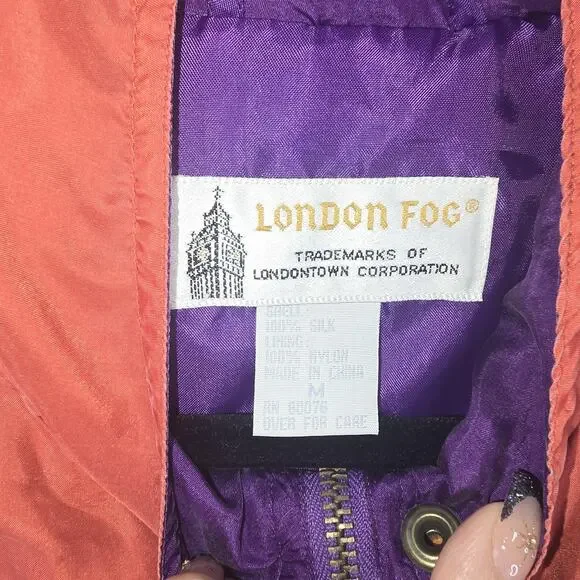 LONDON FOG®
TRADEMARKS OF
LONDONTOWN CORPORATION
SHELL:
100% SILK
LINING:
100% NYLON
MADE IN CHINA
M
RN 60076
OVER FOR CARE